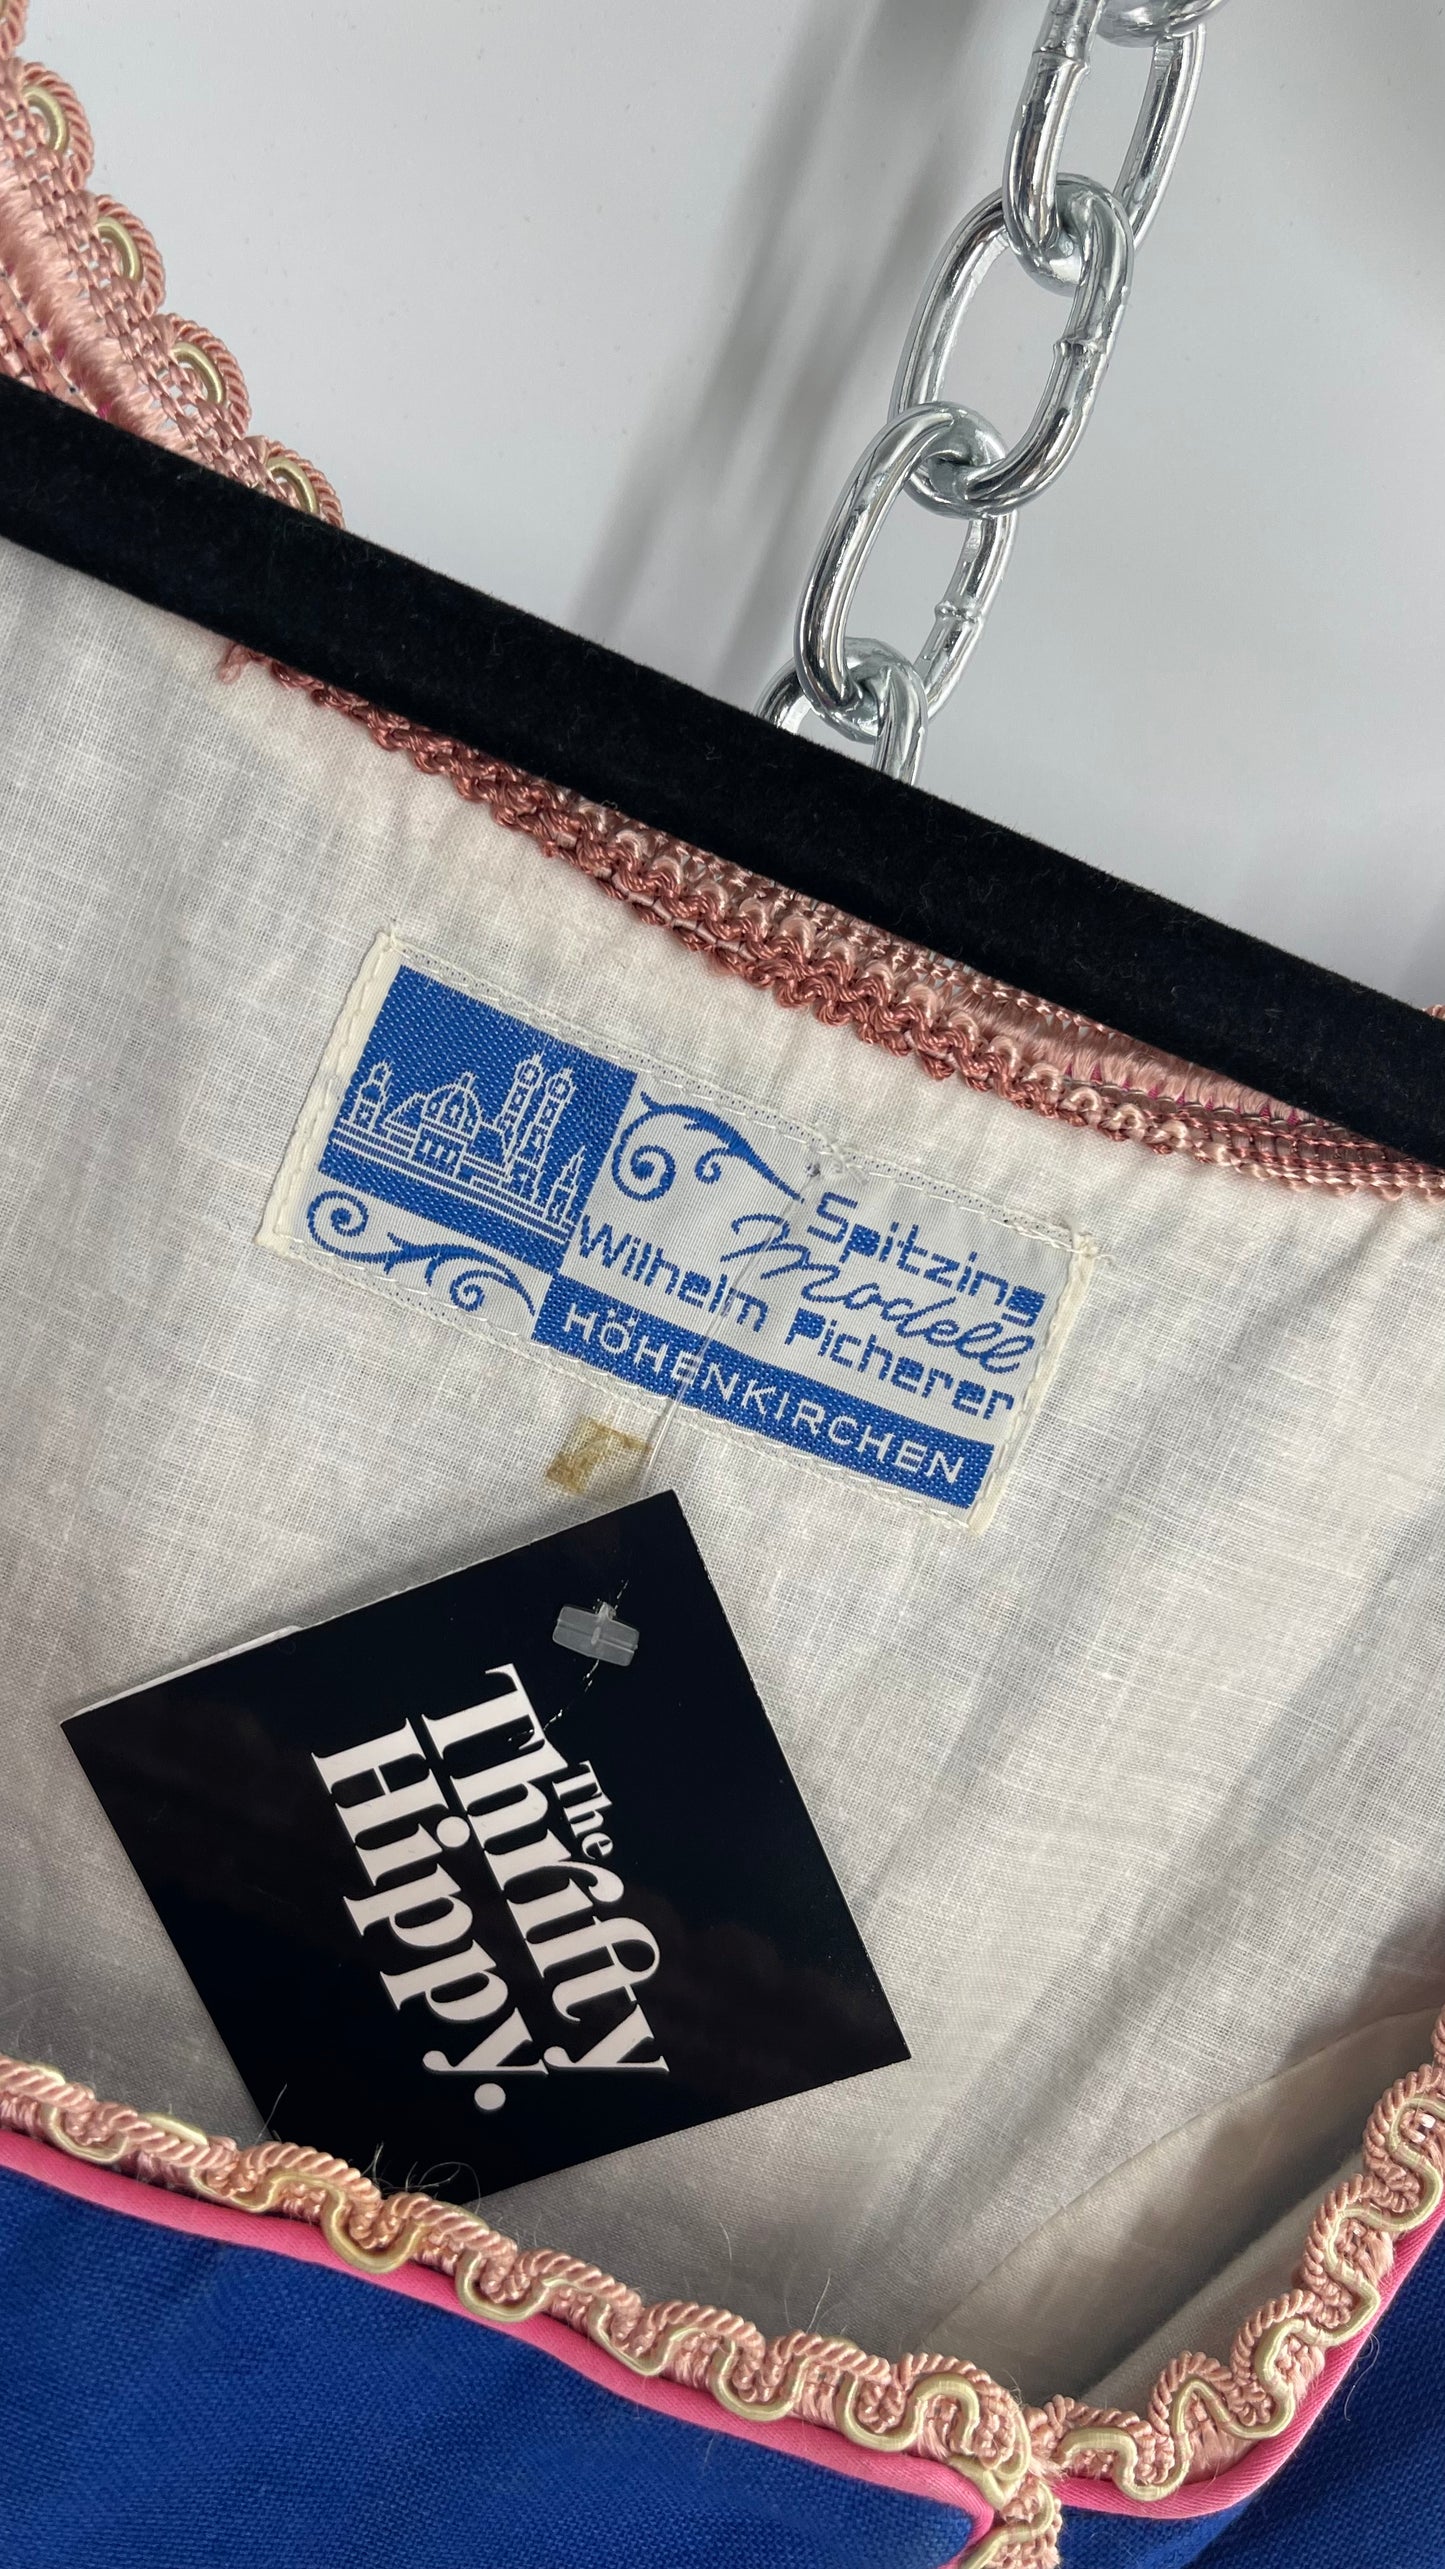 Spitzing
Modell
Wilhelm Picherer
HÖHENKIRCHEN
The
Thrifty
Hippy.